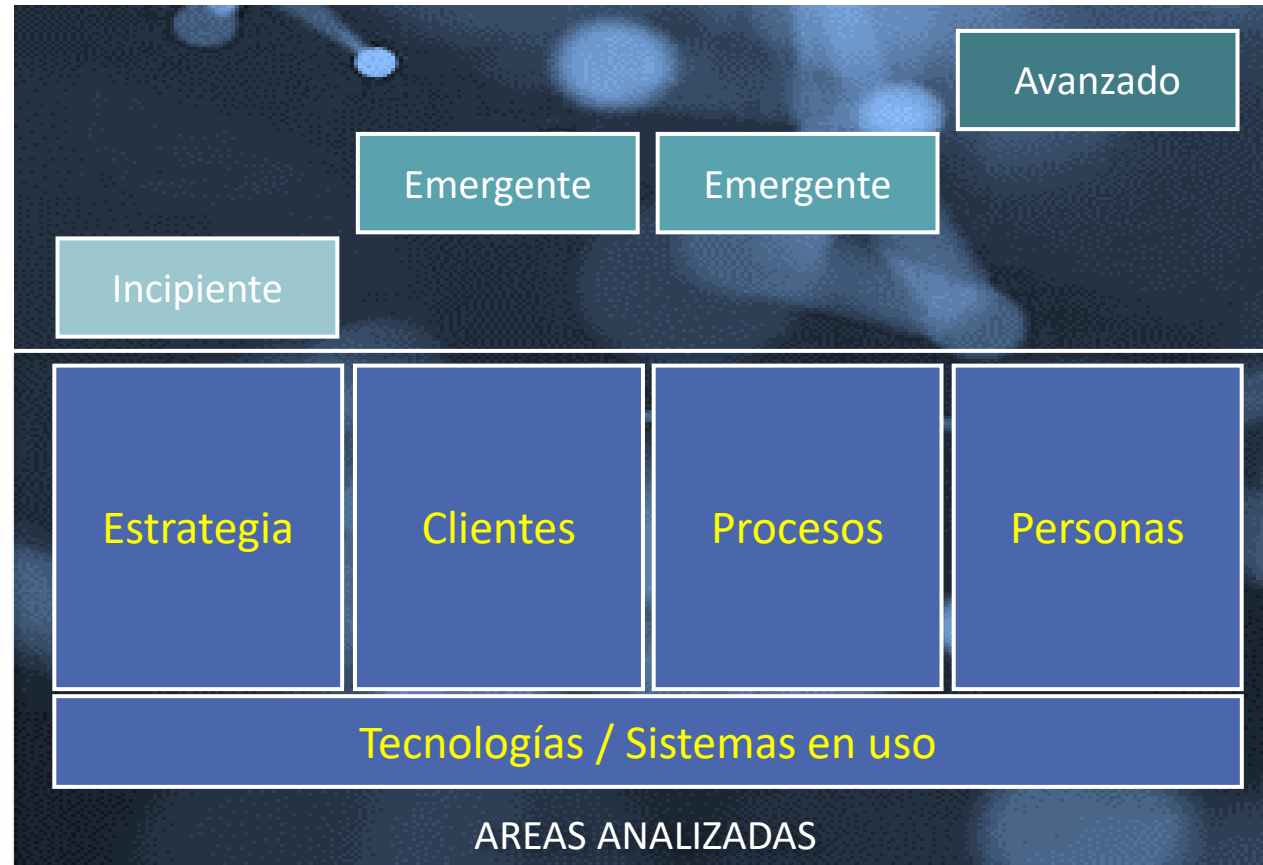 Avanzado
Emergente
Emergente
Incipiente
Estrategia
Clientes
Procesos
Personas
Tecnologías / Sistemas en uso
AREAS ANALIZADAS